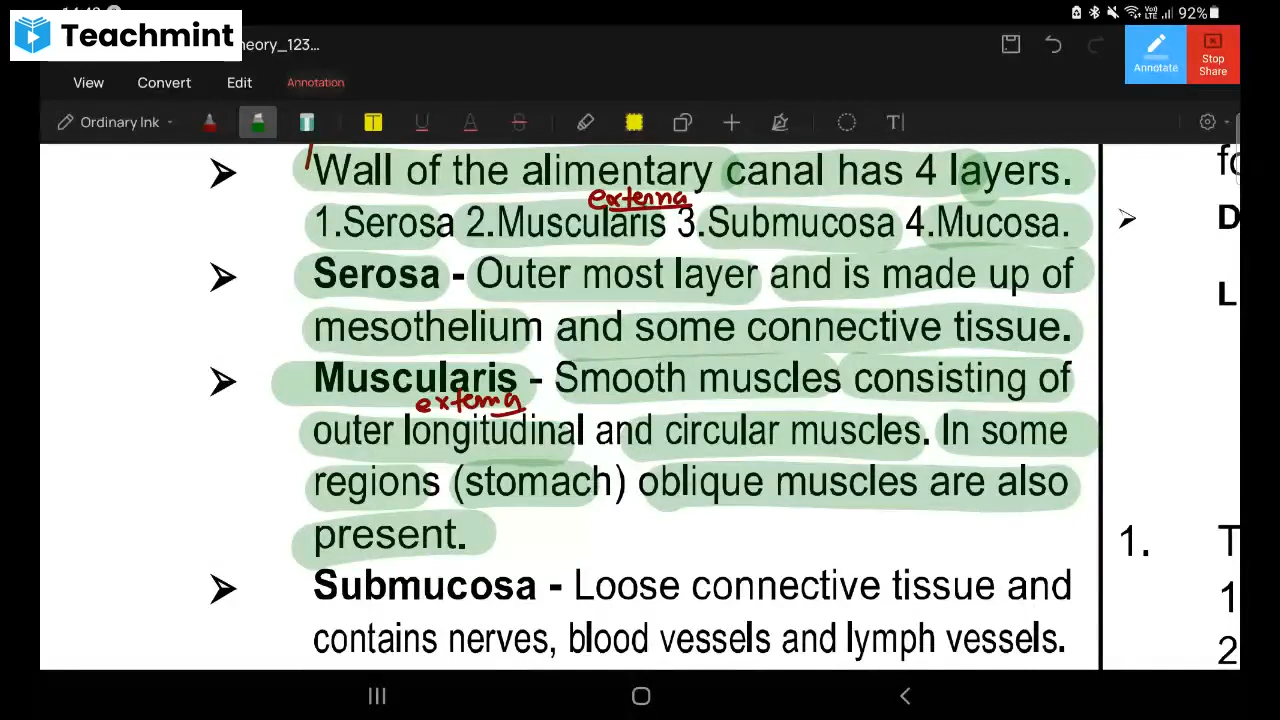 Teachmint
eory_123...
92%
Annotate
Stop
Share
View Convert Edit Annotation
Ordinary Ink
Wall of the alimentary canal has 4 layers.
externa
1.Serosa 2.Muscularis 3.Submucosa 4.Mucosa.
Serosa - Outer most layer and is made up of
mesothelium and some connective tissue.
Muscularis - Smooth muscles consisting of
externa
outer longitudinal and circular muscles. In some
regions (stomach) oblique muscles are also
present.
Submucosa - Loose connective tissue and
contains nerves, blood vessels and lymph vessels.
D
L
1. T
1
2